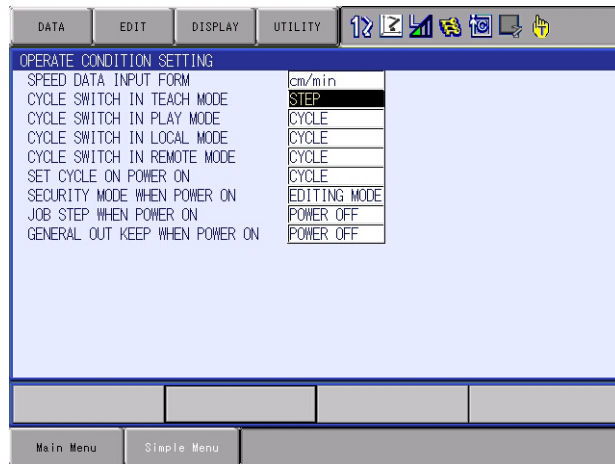 DATA EDIT DISPLAY UTILITY
OPERATE CONDITION SETTING
SPEED DATA INPUT FORM cm/min
CYCLE SWITCH IN TEACH MODE STEP
CYCLE SWITCH IN PLAY MODE CYCLE
CYCLE SWITCH IN LOCAL MODE CYCLE
CYCLE SWITCH IN REMOTE MODE CYCLE
SET CYCLE ON POWER ON CYCLE
SECURITY MODE WHEN POWER ON EDITING MODE
JOB STEP WHEN POWER ON POWER OFF
GENERAL OUT KEEP WHEN POWER ON POWER OFF
Main Menu Simple Menu